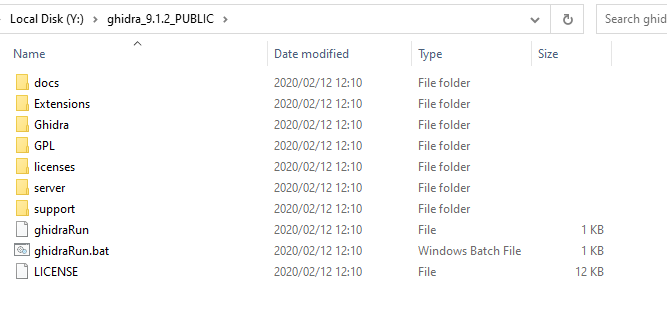 Local Disk (Y:) > ghidra_9.1.2_PUBLIC > Search ghid
Name Date modified Type Size
docs 2020/02/12 12:10 File folder
Extensions 2020/02/12 12:10 File folder
Ghidra 2020/02/12 12:10 File folder
GPL 2020/02/12 12:10 File folder
licenses 2020/02/12 12:10 File folder
server 2020/02/12 12:10 File folder
support 2020/02/12 12:10 File folder
ghidraRun 2020/02/12 12:10 File 1 KB
ghidraRun.bat 2020/02/12 12:10 Windows Batch File 1 KB
LICENSE 2020/02/12 12:10 File 12 KB